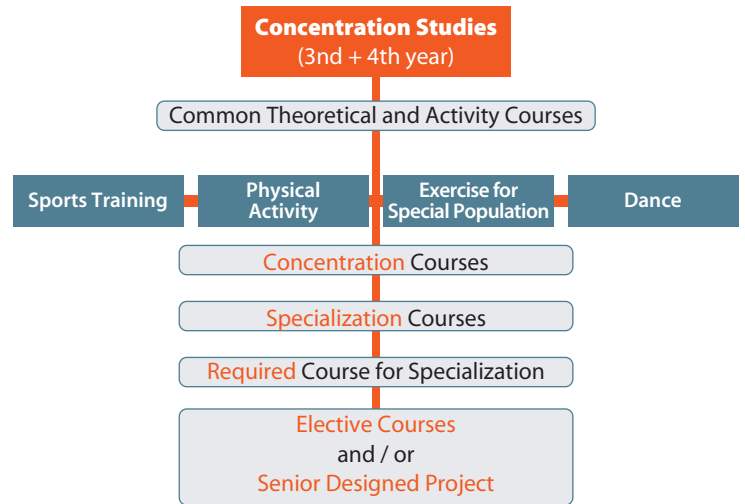 Concentration Studies
(3nd + 4th year)
Common Theoretical and Activity Courses
Sports Training
Physical
Activity
Exercise for
Special Population
Dance
Concentration Courses
Specialization Courses
Required Course for Specialization
Elective Courses
and / or
Senior Designed Project